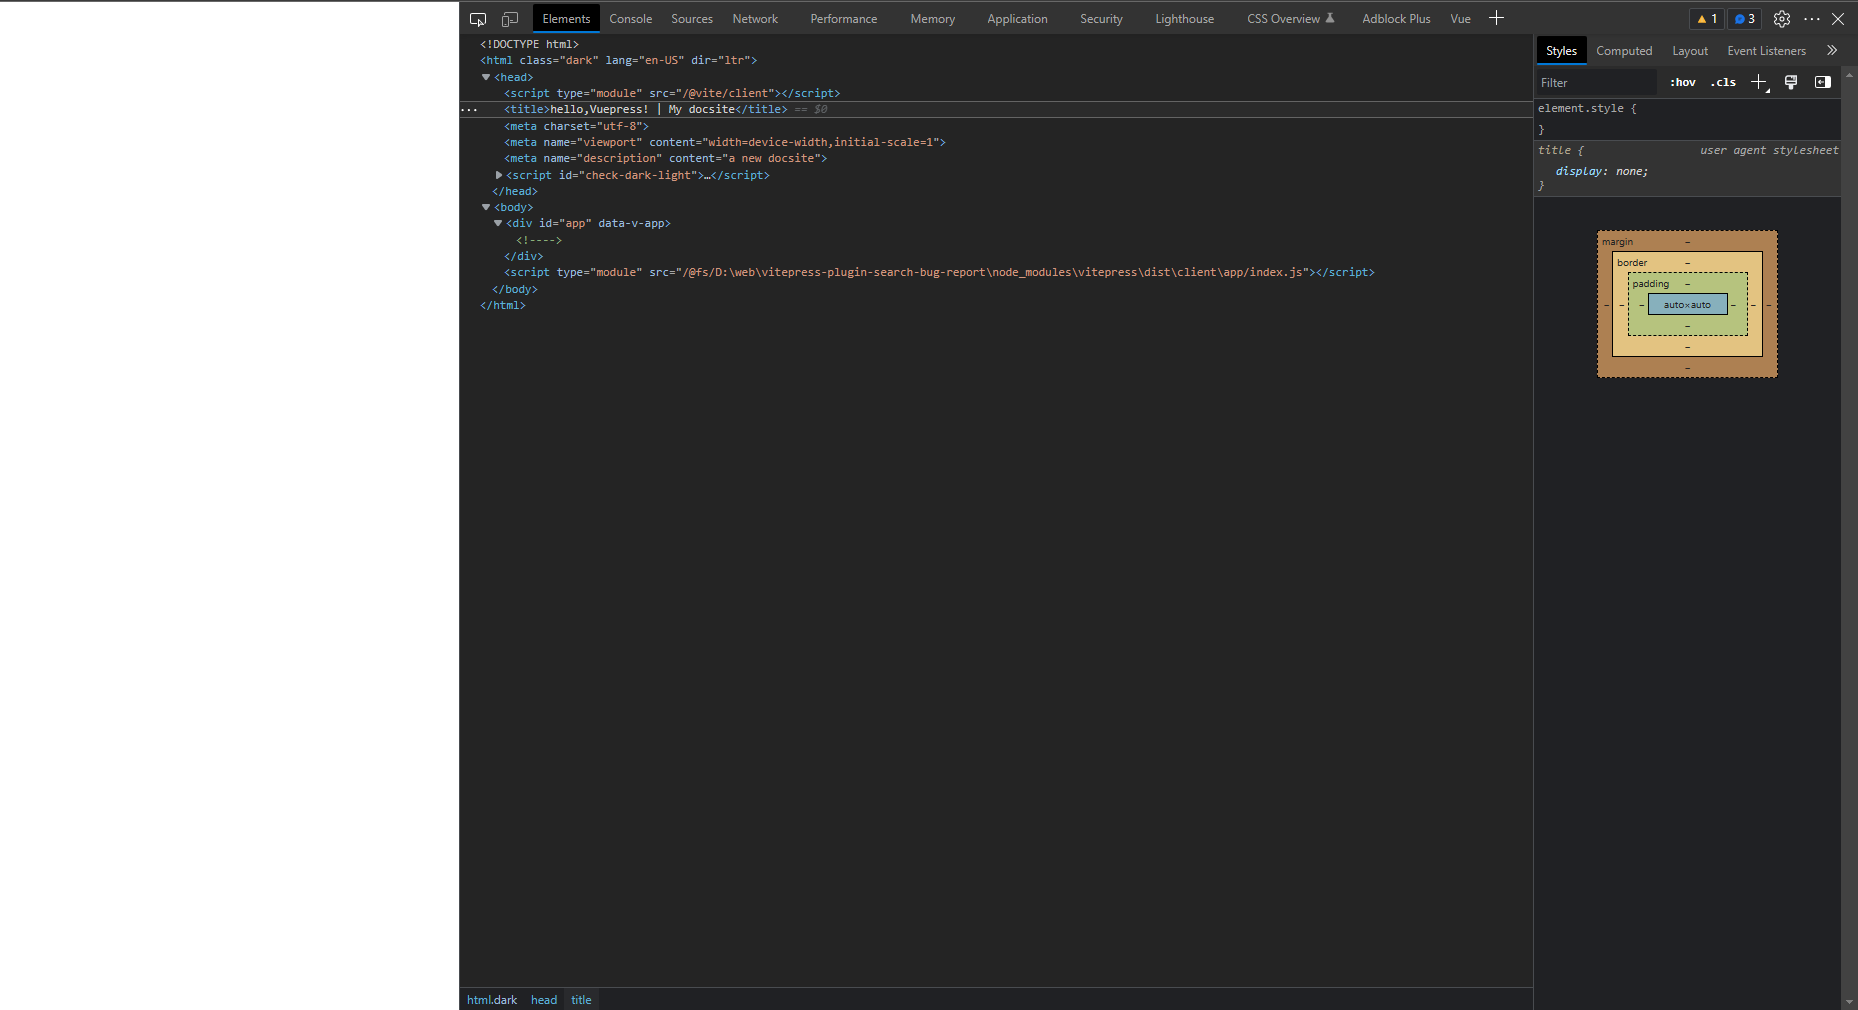 Elements Console Sources Network Performance Memory Application Security Lighthouse CSS Overview Adblock Plus Vue 1 3
<!DOCTYPE html>
<html class="dark" lang="en-US" dir="ltr">
<head>
<script type="module" src="/@vite/client"></script>
<title>hello,Vuepress! | My docsite</title> == $0
<meta charset="utf-8">
<meta name="viewport" content="width=device-width,initial-scale=1">
<meta name="description" content="a new docsite">
<script id="check-dark-light">…</script>
</head>
<body>
<div id="app" data-v-app>
<!---->
</div>
<script type="module" src="/@fs/D:\web\vitepress-plugin-search-bug-report\node_modules\vitepress\dist\client\app/index.js"></script>
</body>
</html>
html.dark head title
Styles Computed Layout Event Listeners
Filter :hov .cls
element.style {
}
title { user agent stylesheet
display: none;
}
margin –
border –
padding –
– – – auto×auto – – –
–
–
–